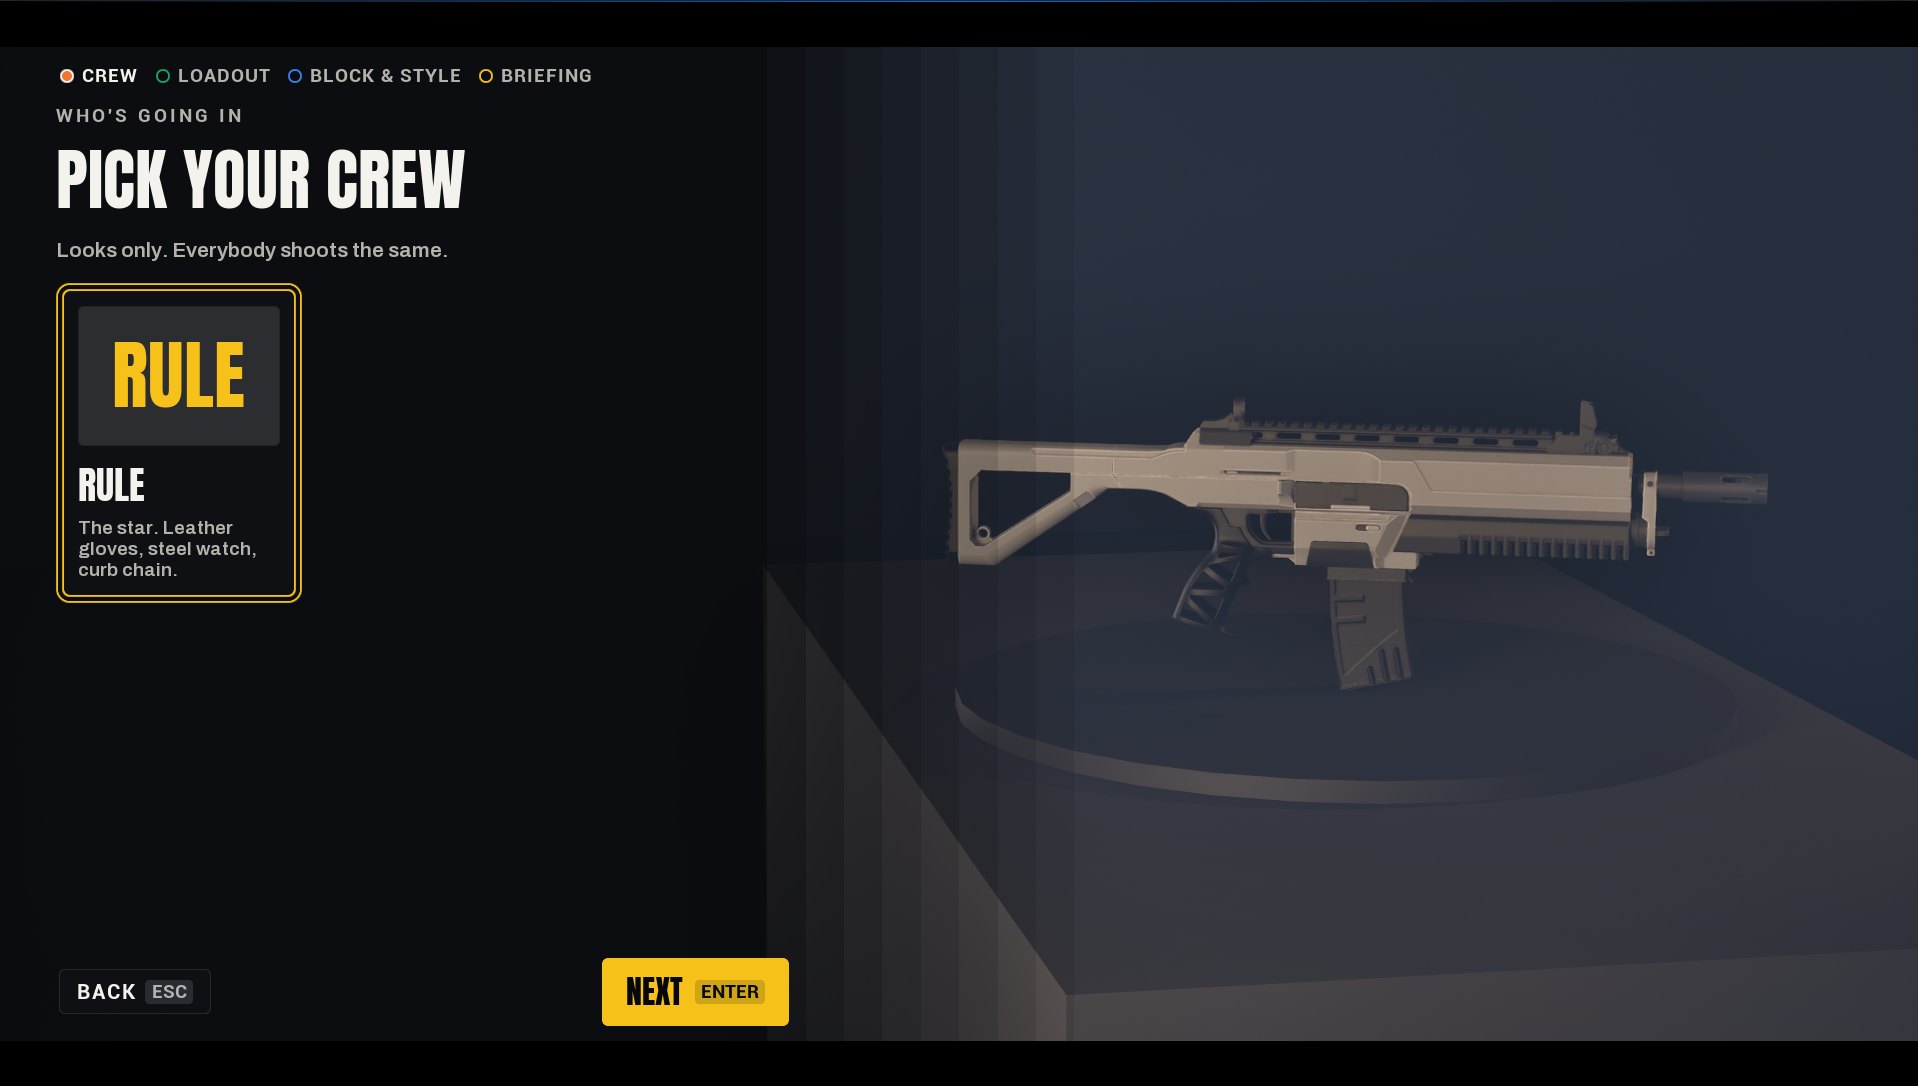 CREW LOADOUT BLOCK & STYLE BRIEFING
WHO'S GOING IN
PICK YOUR CREW
Looks only. Everybody shoots the same.
RULE
RULE
The star. Leather
gloves, steel watch,
curb chain.
BACK ESC
NEXT ENTER